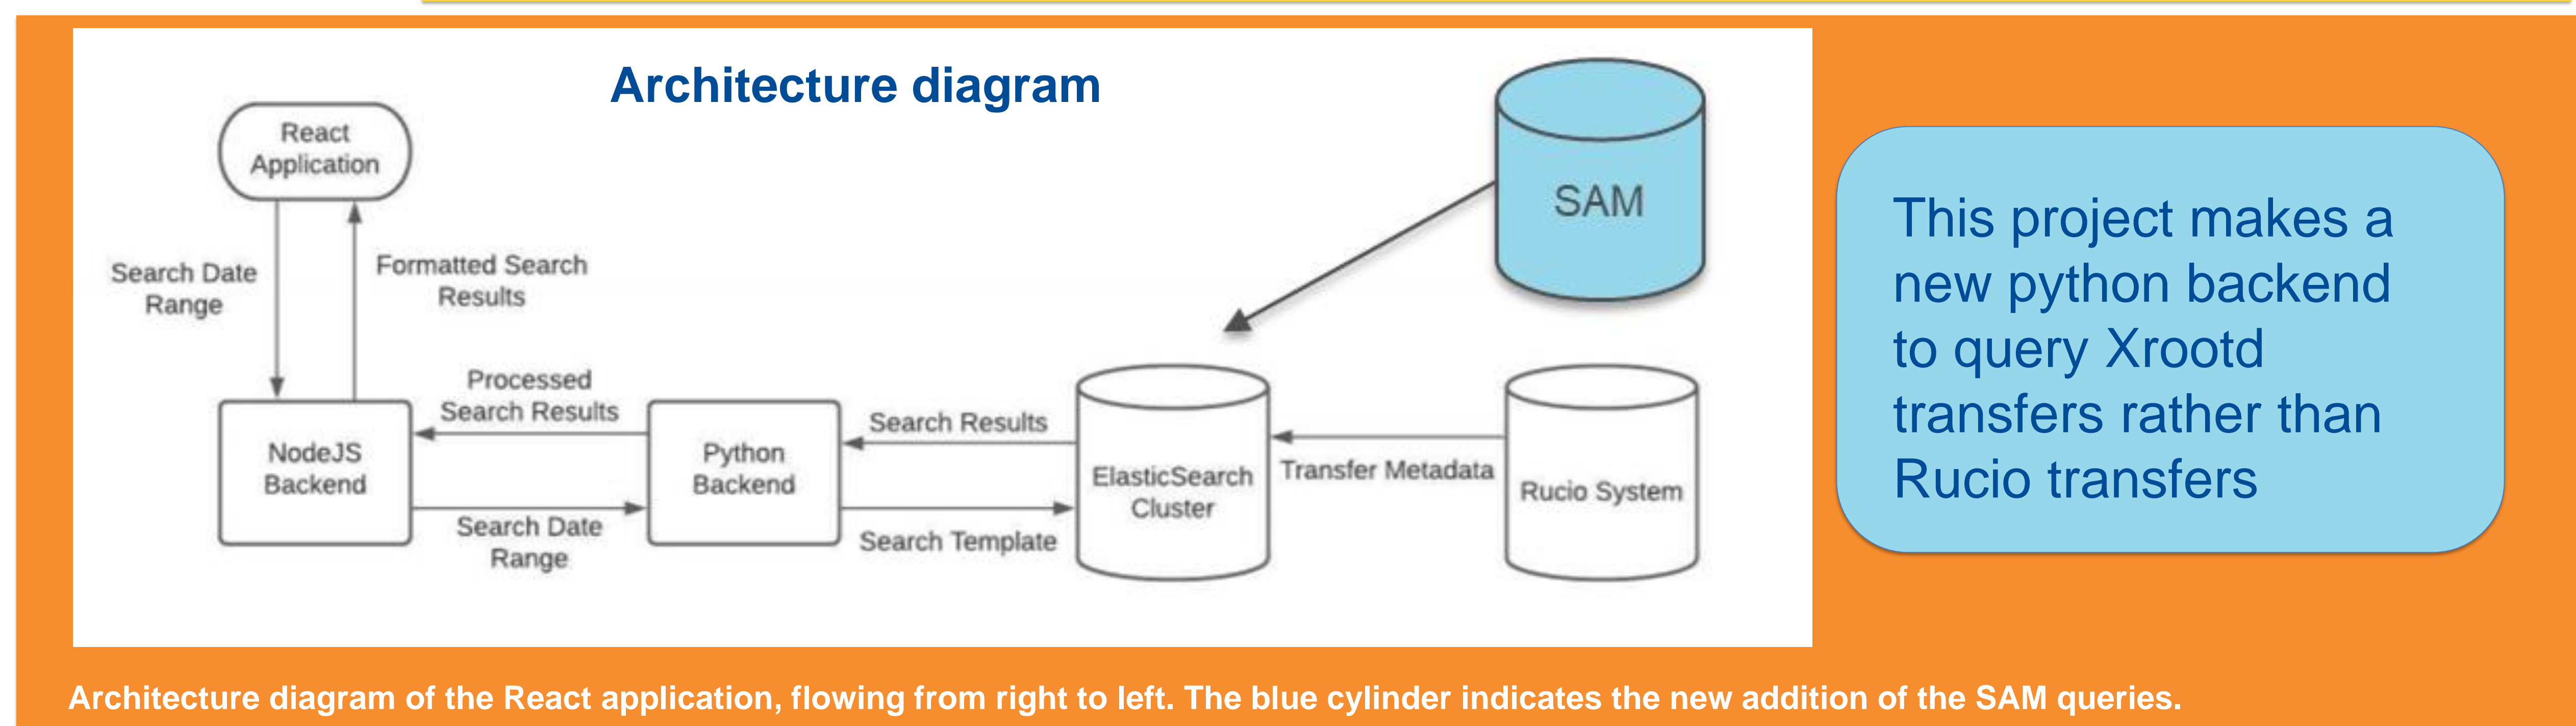 Architecture diagram
React
Application
SAM
Search Date
Range
Formatted Search
Results
Processed
Search Results
Search Results
NodeJS
Backend
Python
Backend
ElasticSearch
Cluster
Transfer Metadata
Rucio System
Search Date
Range
Search Template
This project makes a
new python backend
to query Xrootd
transfers rather than
Rucio transfers
Architecture diagram of the React application, flowing from right to left. The blue cylinder indicates the new addition of the SAM queries.